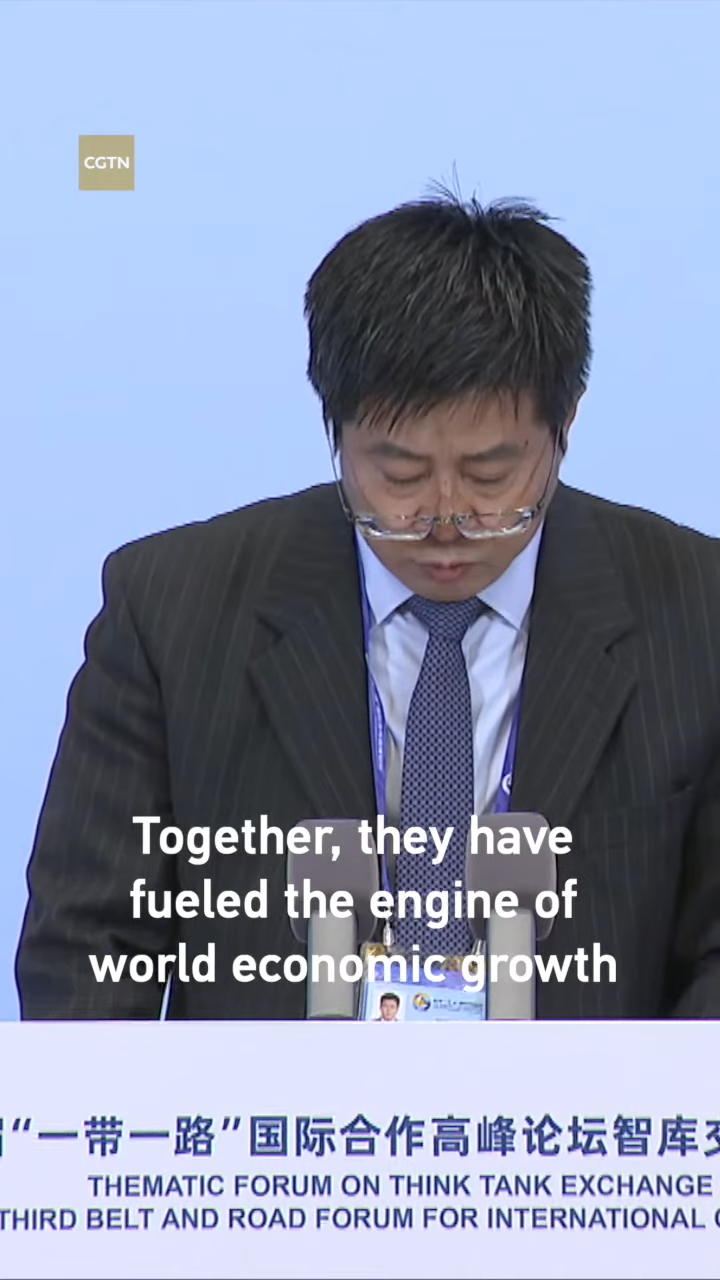 CGTN
Together, they have
fueled the engine of
world economic growth
“一带一路”国际合作高峰论坛智库交
THEMATIC FORUM ON THINK TANK EXCHANGE
THIRD BELT AND ROAD FORUM FOR INTERNATIONAL